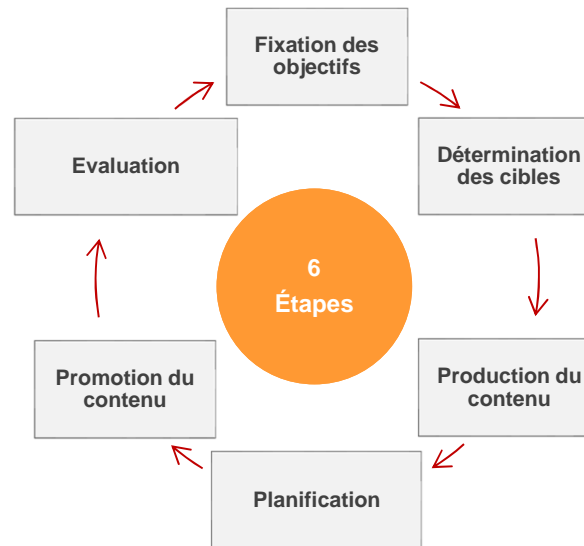 Fixation des
objectifs
Détermination
des cibles
Production du
contenu
Planification
Promotion du
contenu
Evaluation
6
Étapes